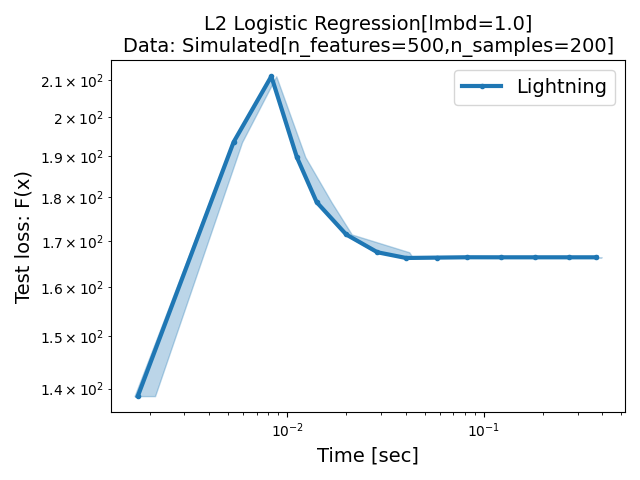 L2 Logistic Regression[lmbd=1.0]
Data: Simulated[n_features=500,n_samples=200]
Lightning
Test loss: F(x)
2.1 × 10²
2 × 10²
1.9 × 10²
1.8 × 10²
1.7 × 10²
1.6 × 10²
1.5 × 10²
1.4 × 10²
10⁻² 10⁻¹
Time [sec]